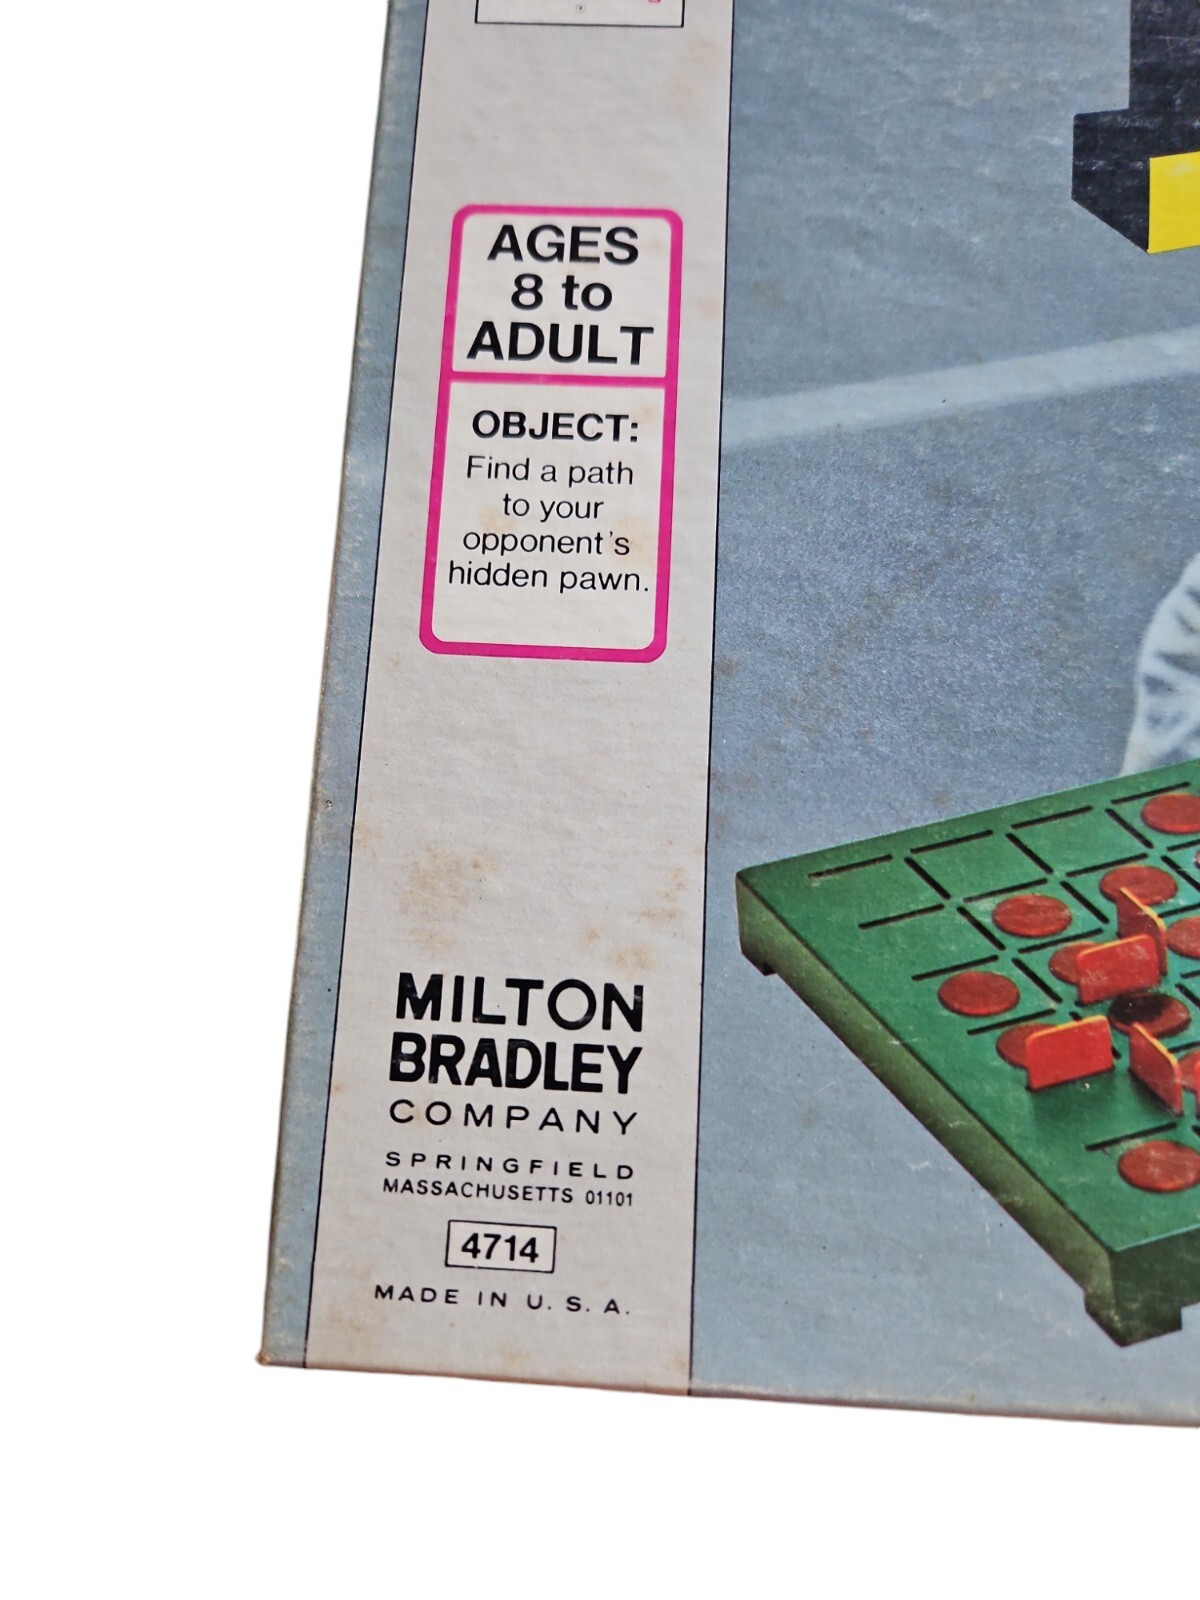 AGES
8 to
ADULT
OBJECT:
Find a path
to your
opponent's
hidden pawn.
MILTON
BRADLEY
COMPANY
SPRINGFIELD
MASSACHUSETTS 01101
4714
MADE IN U. S. A.